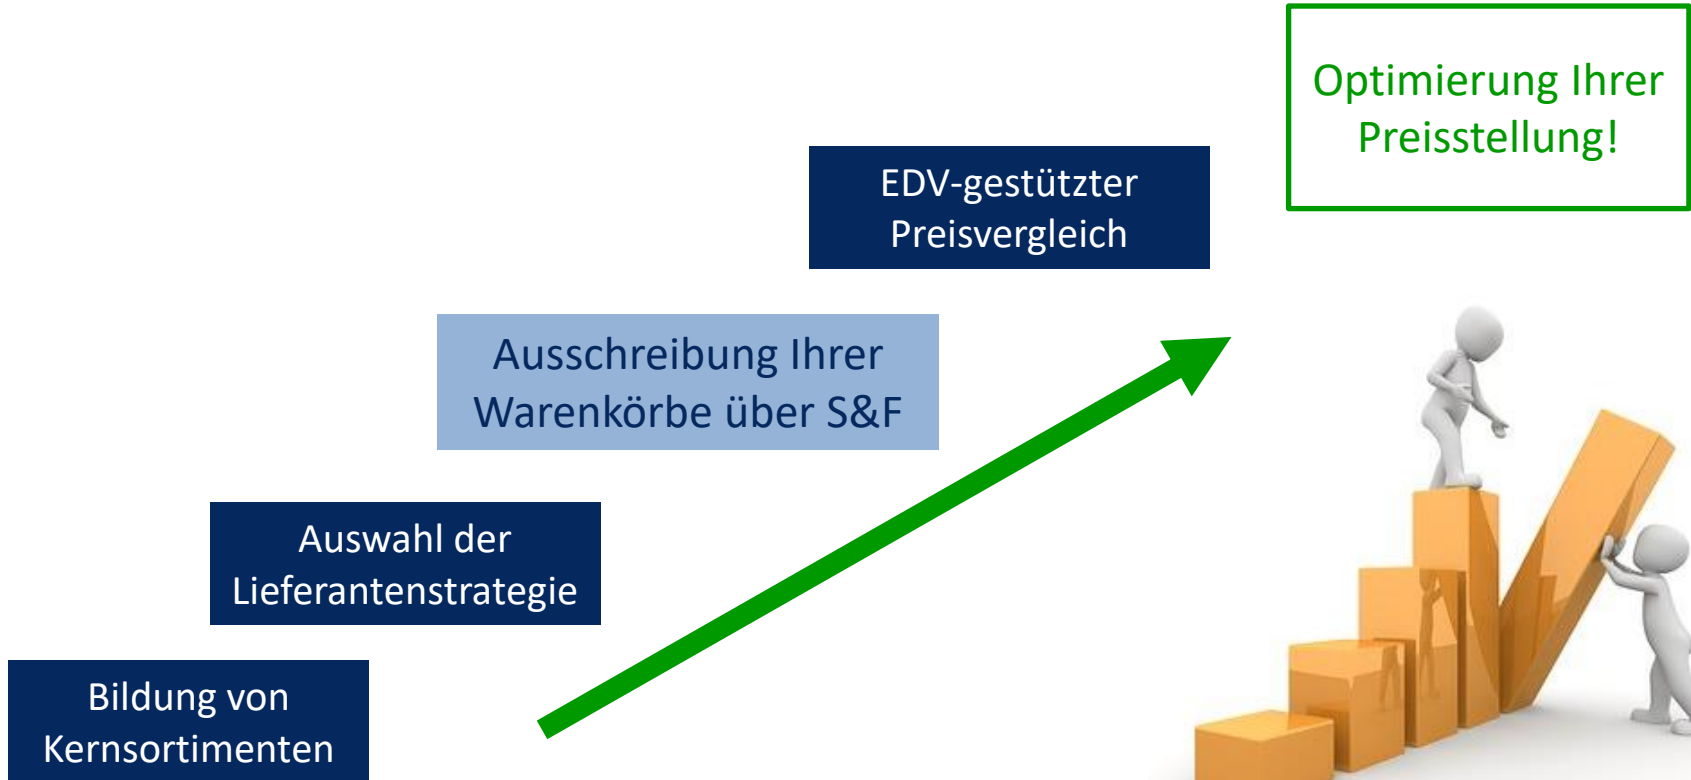 Optimierung Ihrer
Preisstellung!
EDV-gestützter
Preisvergleich
Ausschreibung Ihrer
Warenkörbe über S&F
Auswahl der
Lieferantenstrategie
Bildung von
Kernsortimenten